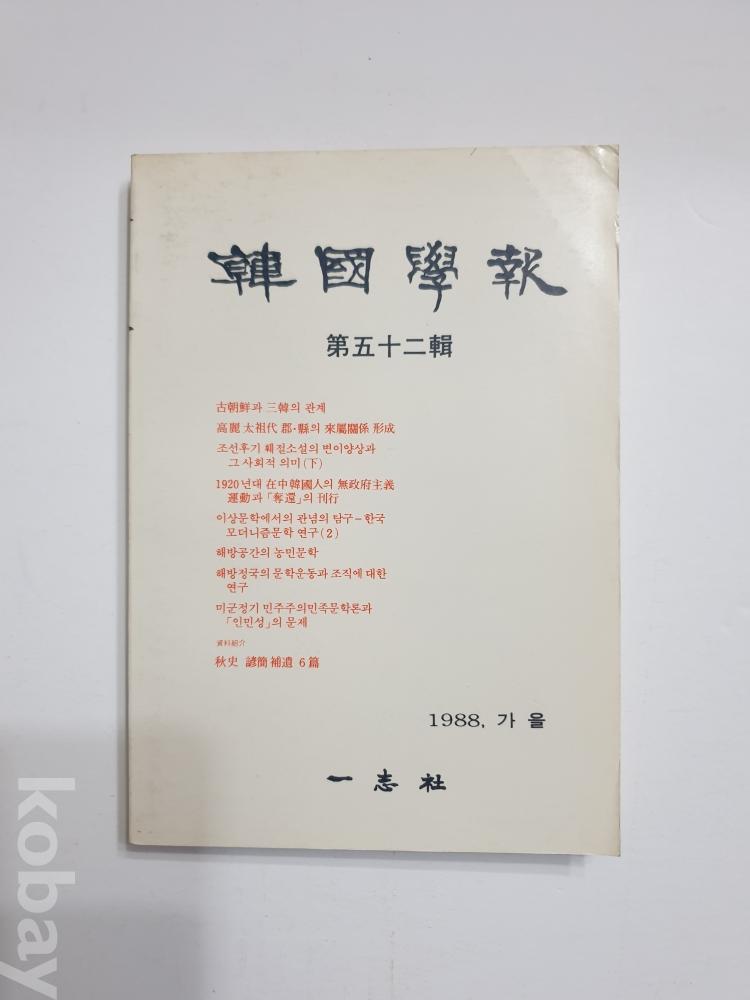 韓國學報
第五十二輯
古朝鮮과 三韓의 관계
高麗 太祖代 郡·縣의 來屬關係 形成
조선후기 훼절소설의 변이양상과
그 사회적 의미(下)
1920년대 在中韓國人의 無政府主義
運動과「奪還」의 刊行
이상문학에서의 관념의 탐구-한국
모더니즘문학 연구(2)
해방공간의 농민문학
해방정국의 문학운동과 조직에 대한
연구
미군정기 민주주의민족문학론과
「인민성」의 문제
資料紹介
秋史 諺簡 補遺 6篇
1988. 가을
一志社
kobay